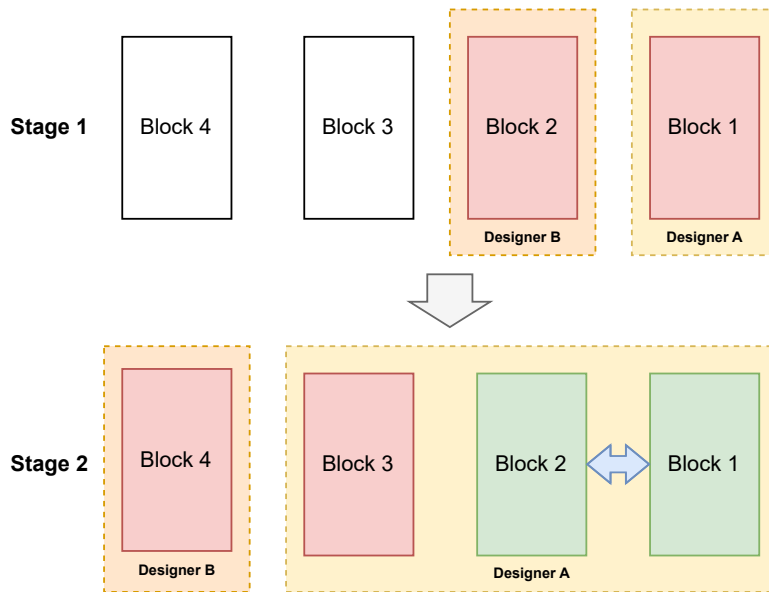 Stage 1
Block 4
Block 3
Block 2
Block 1
Designer B
Designer A
Stage 2
Block 4
Block 3
Block 2
Block 1
Designer B
Designer A